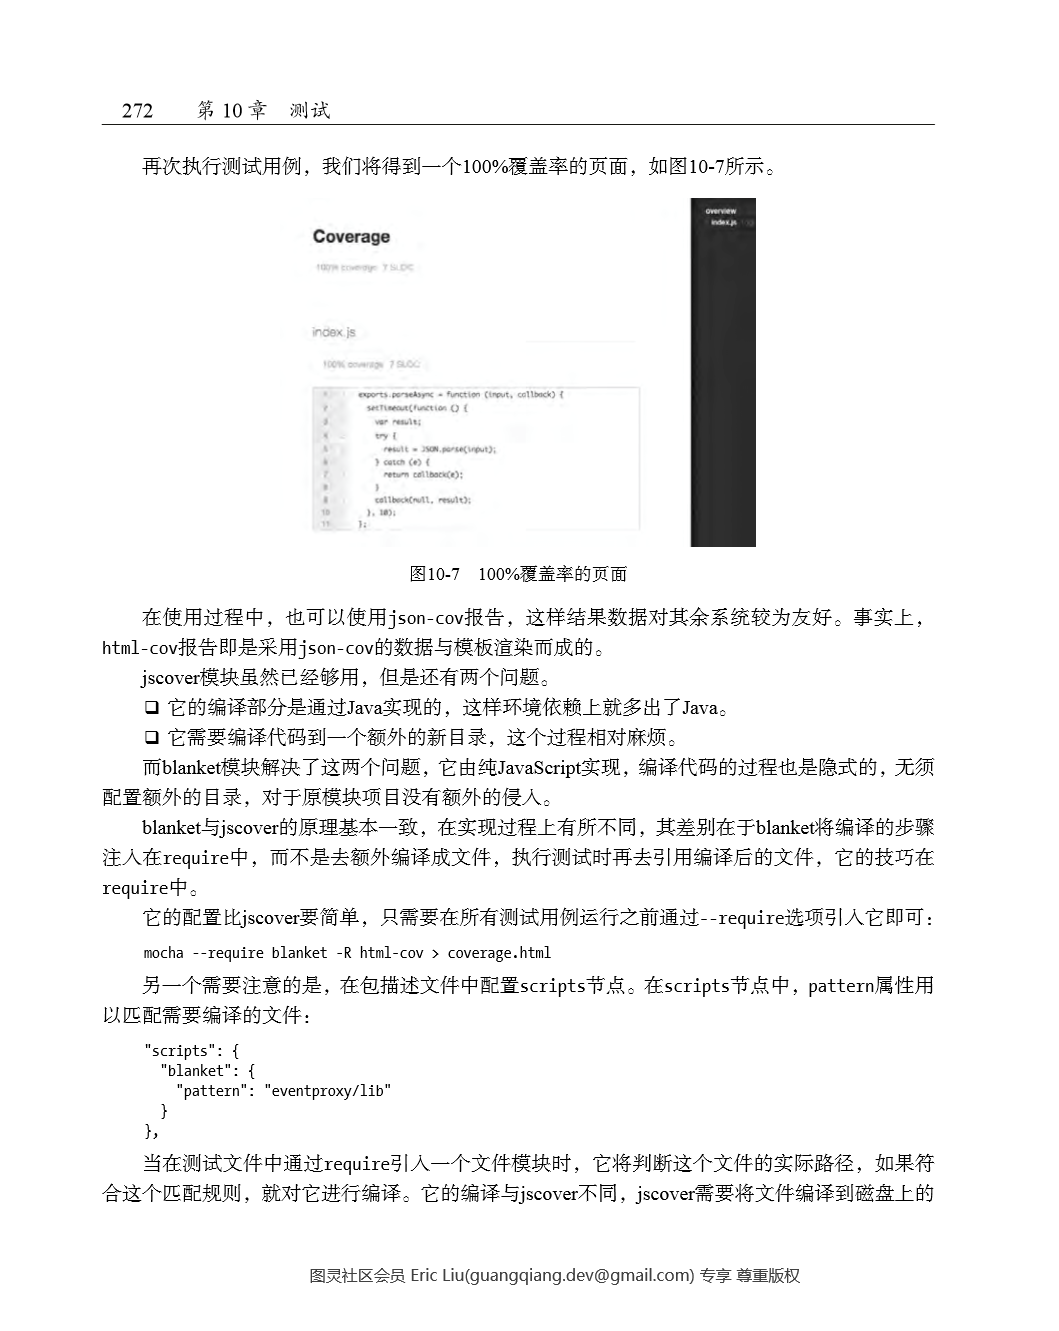 272 第 10 章 测试
再次执行测试用例，我们将得到一个100%覆盖率的页面，如图10-7所示。
overview
index.js
Coverage
100% coverage 7 SLOC
index.js
100% coverage 7 SLOC
1 exports.parseAsync = function (input, callback) {
2 setTimeout(function () {
3 var result;
4 try {
5 result = JSON.parse(input);
6 } catch (e) {
7 return callback(e);
8 }
9 callback(null, result);
10 }, 10);
11 };
图10-7 100%覆盖率的页面
在使用过程中，也可以使用json-cov报告，这样结果数据对其余系统较为友好。事实上，
html-cov报告即是采用json-cov的数据与模板渲染而成的。
jscover模块虽然已经够用，但是还有两个问题。
❑ 它的编译部分是通过Java实现的，这样环境依赖上就多出了Java。
❑ 它需要编译代码到一个额外的新目录，这个过程相对麻烦。
而blanket模块解决了这两个问题，它由纯JavaScript实现，编译代码的过程也是隐式的，无须
配置额外的目录，对于原模块项目没有额外的侵入。
blanket与jscover的原理基本一致，在实现过程上有所不同，其差别在于blanket将编译的步骤
注入在require中，而不是去额外编译成文件，执行测试时再去引用编译后的文件，它的技巧在
require中。
它的配置比jscover要简单，只需要在所有测试用例运行之前通过--require选项引入它即可：
mocha --require blanket -R html-cov > coverage.html
另一个需要注意的是，在包描述文件中配置scripts节点。在scripts节点中，pattern属性用
以匹配需要编译的文件：
"scripts": {
"blanket": {
"pattern": "eventproxy/lib"
}
},
当在测试文件中通过require引入一个文件模块时，它将判断这个文件的实际路径，如果符
合这个匹配规则，就对它进行编译。它的编译与jscover不同，jscover需要将文件编译到磁盘上的
图灵社区会员 Eric Liu(guangqiang.dev@gmail.com) 专享 尊重版权